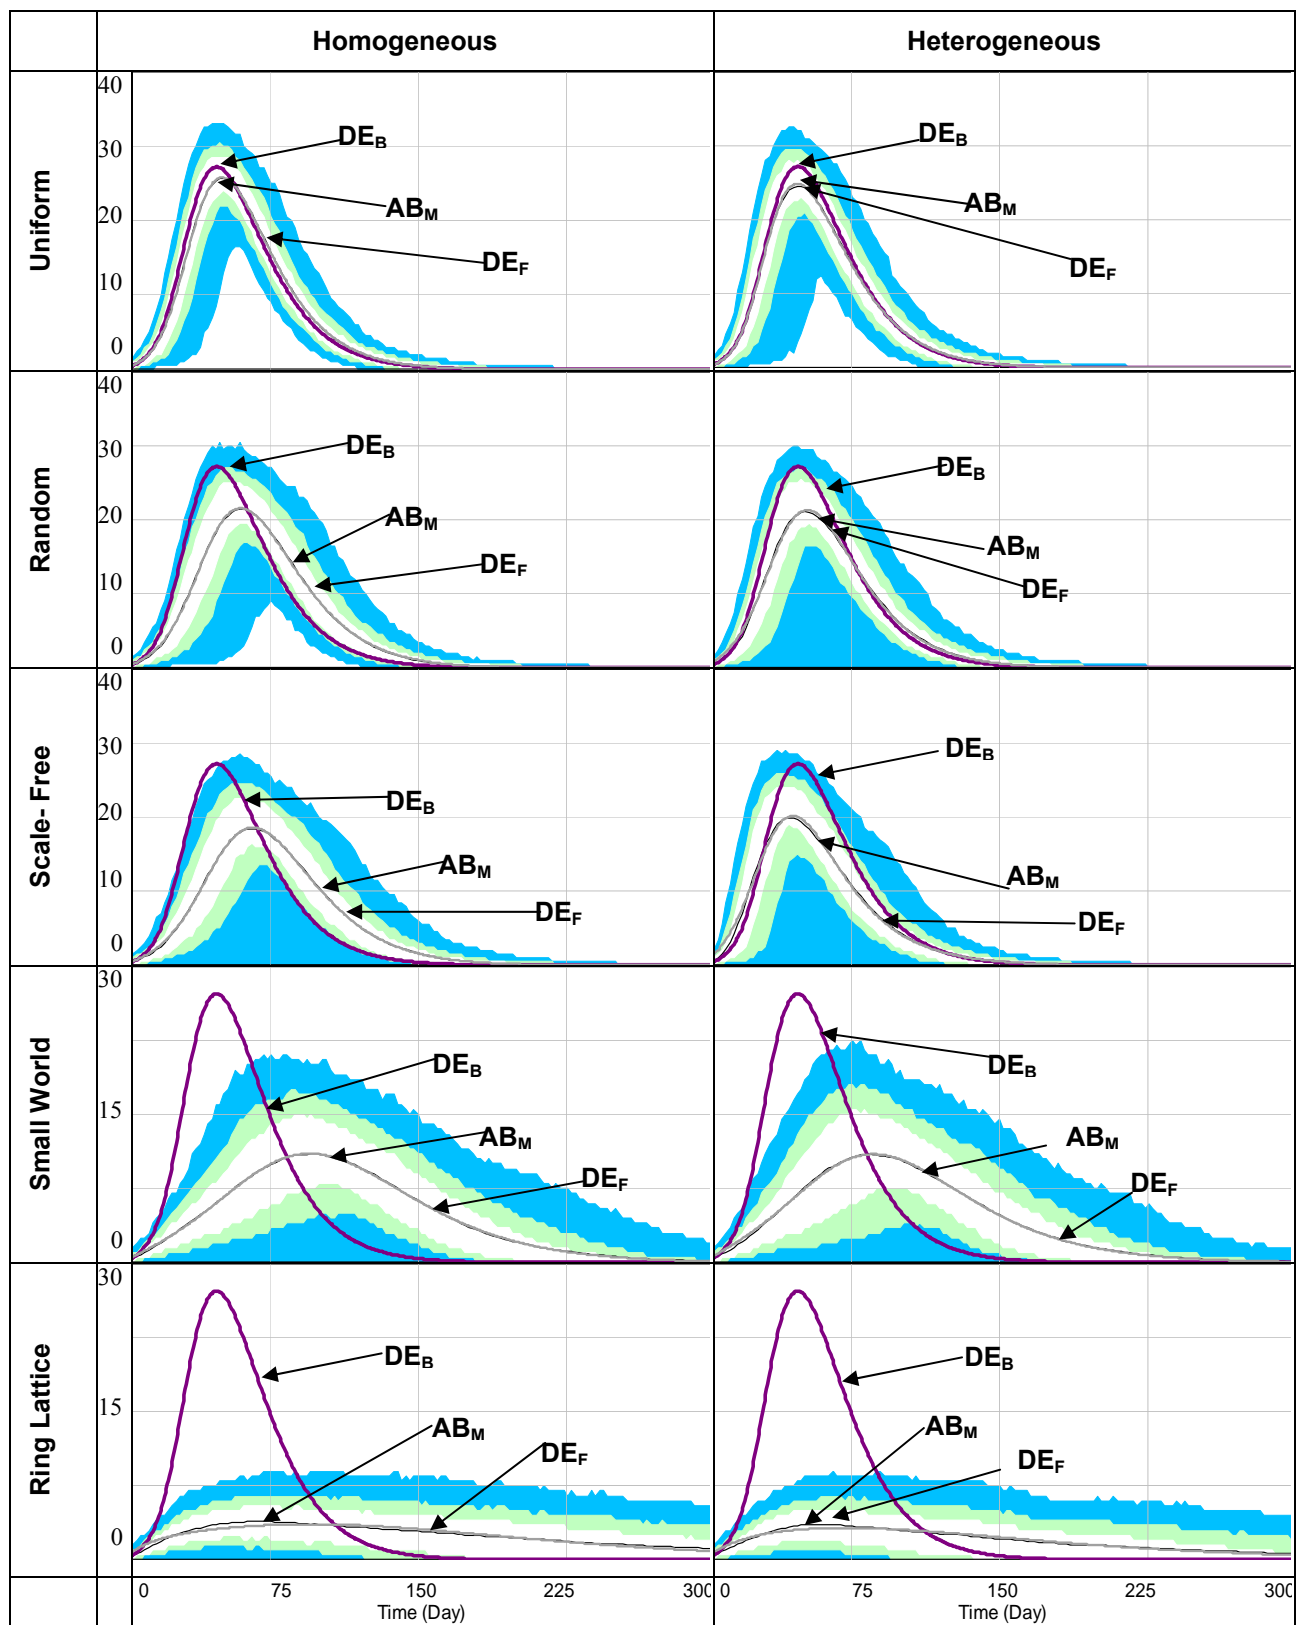 Homogeneous Heterogeneous
Uniform
40
30
20
10
0
DEB
ABM
DEF
DEB
ABM
DEF
Random
40
30
20
10
0
DEB
ABM
DEF
DEB
ABM
DEF
Scale- Free
40
30
20
10
0
DEB
ABM
DEF
DEB
ABM
DEF
Small World
30
15
0
DEB
ABM
DEF
DEB
ABM
DEF
Ring Lattice
30
15
0
DEB
ABM
DEF
DEB
ABM
DEF
0 75 150 225 300 0 75 150 225 300
Time (Day) Time (Day)